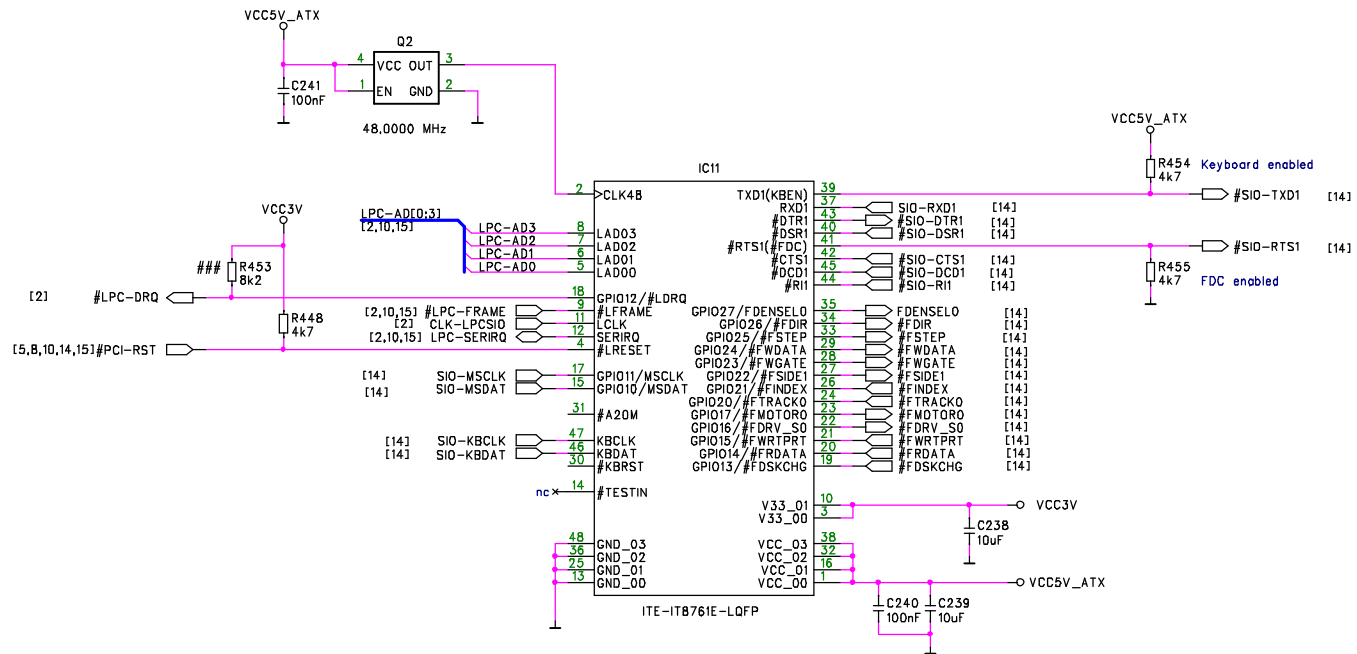 VCC5V_ATX
Q2
4 VCC OUT 3
1 EN GND 2
C241
100nF
48,0000 MHz
VCC5V_ATX
R454 Keyboard enabled
4k7
IC11
2 CLK48 TXD1(KBEN) 39 #SIO-TXD1 [14]
RXD1 37 SIO-RXD1 [14]
#DTR1 43 #SIO-DTR1 [14]
#DSR1 40 #SIO-DSR1 [14]
#RTS1(#FDC) 41 #SIO-RTS1 [14]
#CTS1 42 #SIO-CTS1 [14]
#DCD1 45 #SIO-DCD1 [14]
#RI1 44 #SIO-RI1 [14]
R455
4k7 FDC enabled
VCC3V
LPC-AD[0:3]
[2,10,15]
LPC-AD3 8 LAD03
LPC-AD2 7 LAD02
LPC-AD1 6 LAD01
LPC-AD0 5 LAD00
### R453
8k2
[2] #LPC-DRQ 18 GPIO12/#LDRQ
[2,10,15] #LPC-FRAME 9 #LFRAME
[2] CLK-LPCSIO 11 LCLK
[2,10,15] LPC-SERIRQ 12 SERIRQ
R448
4k7
[5,8,10,14,15]#PCI-RST 4 #LRESET
GPIO27/FDENSEL0 35 FDENSEL0 [14]
GPIO26/#FDIR 34 #FDIR [14]
GPIO25/#FSTEP 33 #FSTEP [14]
GPIO24/#FWDATA 29 #FWDATA [14]
GPIO23/#FWGATE 28 #FWGATE [14]
GPIO22/#FSIDE1 27 #FSIDE1 [14]
GPIO21/#FINDEX 26 #FINDEX [14]
GPIO20/#FTRACK0 24 #FTRACK0 [14]
GPIO17/#FMOTOR0 23 #FMOTOR0 [14]
GPIO16/#FDRV_S0 22 #FDRV_S0 [14]
GPIO15/#FWRTPRT 21 #FWRTPRT [14]
GPIO14/#FRDATA 20 #FRDATA [14]
GPIO13/#FDSKCHG 19 #FDSKCHG [14]
[14] SIO-MSCLK 17 GPIO11/MSCLK
[14] SIO-MSDAT 15 GPIO10/MSDAT
31 #A20M
[14] SIO-KBCLK 47 KBCLK
[14] SIO-KBDAT 46 KBDAT
30 #KBRST
nc 14 #TESTIN
V33_01 10 VCC3V
V33_00 3
C238
10uF
48 GND_03 VCC_03 38
36 GND_02 VCC_02 32
25 GND_01 VCC_01 16
13 GND_00 VCC_00 1 VCC5V_ATX
C240
100nF
C239
10uF
ITE-IT8761E-LQFP